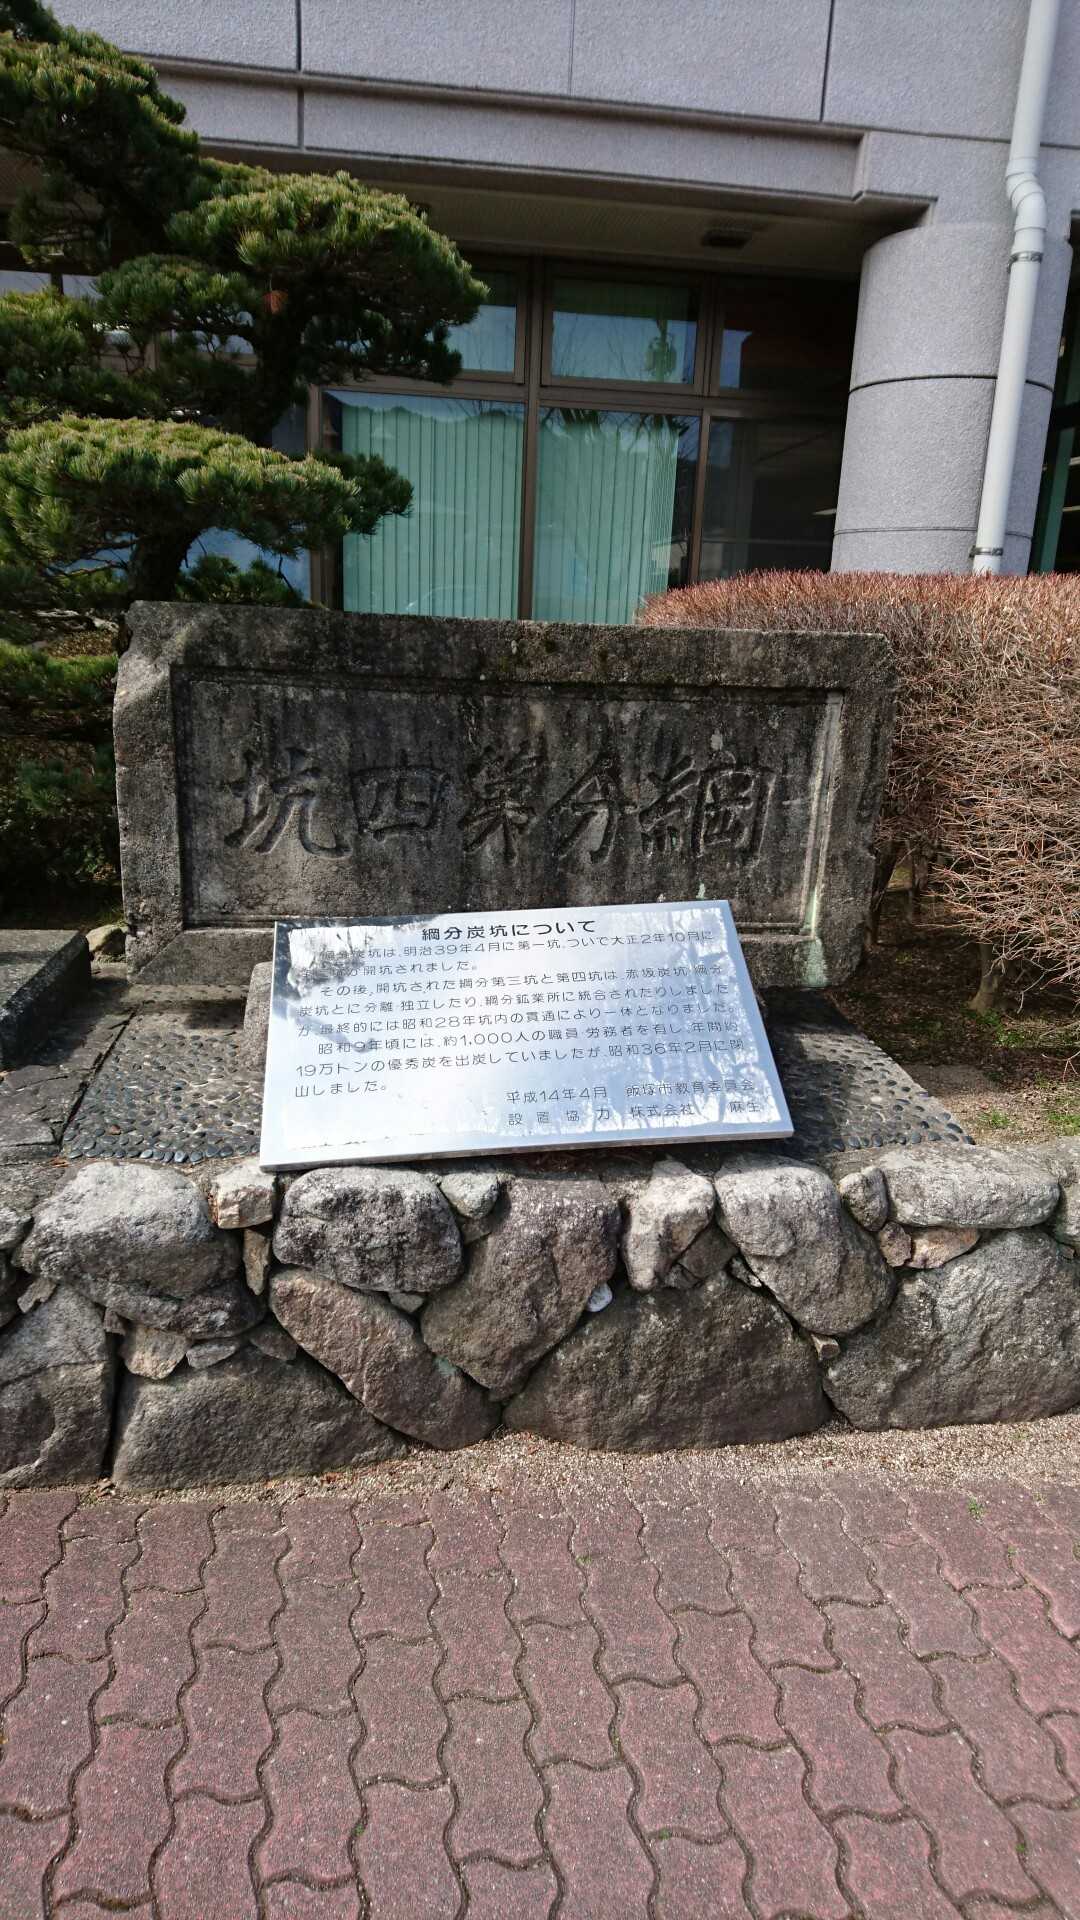 坑四第分綱
綱分炭坑について
綱分炭坑は、明治39年4月に第一坑、ついで大正2年10月に
開坑されました。
その後、開坑された綱分第三坑と第四坑は、赤坂炭坑・綱分
炭坑とに分離・独立したり、綱分鉱業所に統合されたりしました
が、最終的には昭和28年坑内の貫通により一体となりました。
昭和9年頃には、約1,000人の職員・労務者を有し、年間約
19万トンの優秀炭を出炭していましたが、昭和36年2月に閉
山しました。
平成14年4月 飯塚市教育委員会
設置協力 株式会社 麻生